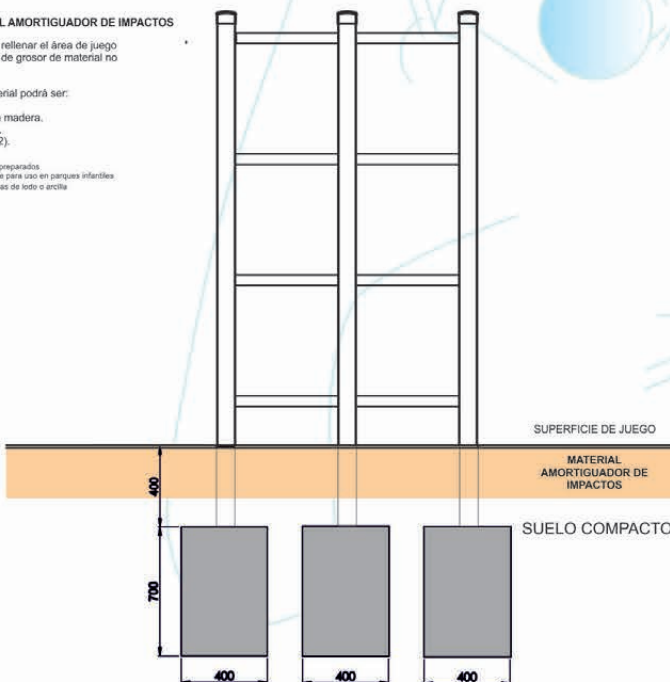 L AMORTIGUADOR DE IMPACTOS
rellenar el área de juego
de grosor de material no
erial podrá ser:
madera.
2).
preparados
e para uso en parques infantiles
as de lodo o arcilla
SUPERFICIE DE JUEGO
MATERIAL
AMORTIGUADOR DE
IMPACTOS
SUELO COMPACTO
400
700
400
400
400